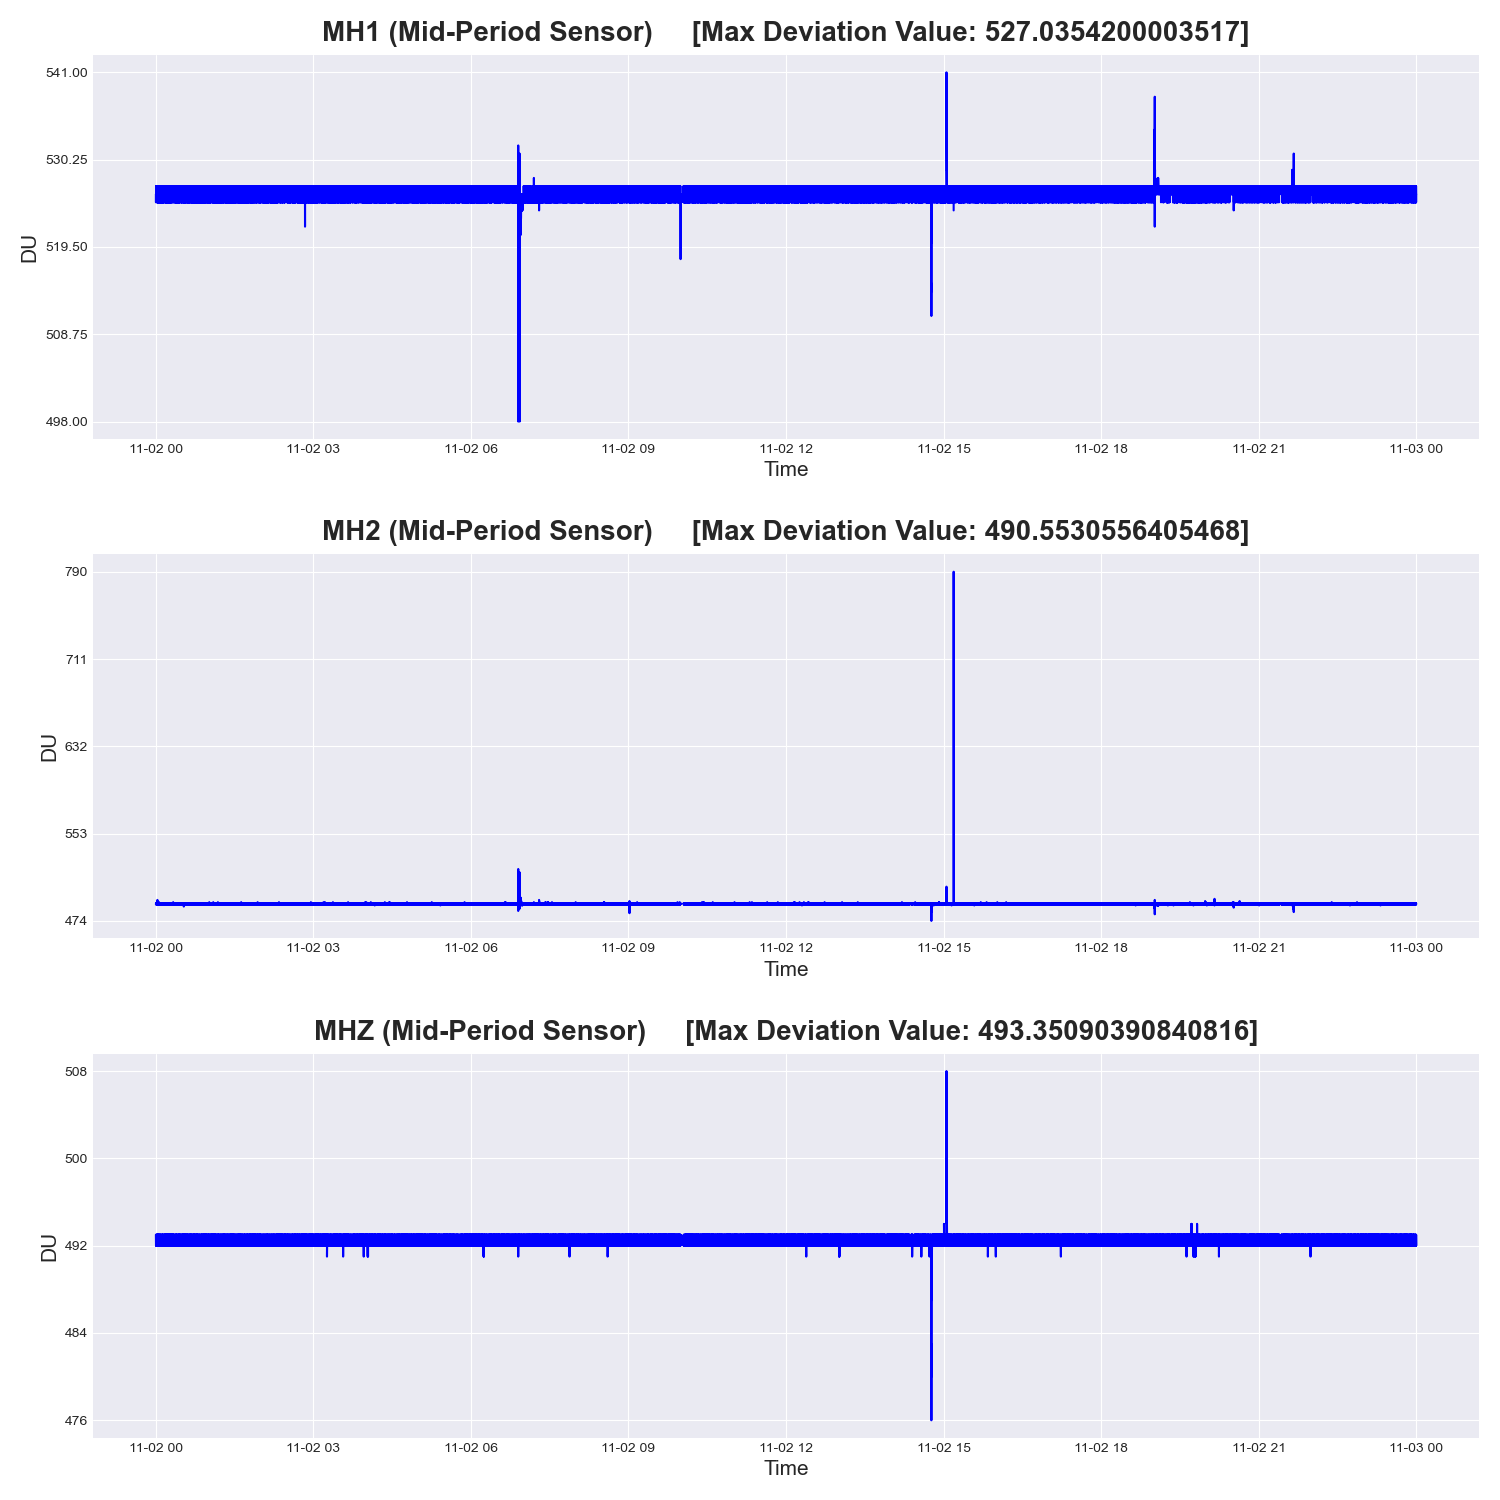 MH1 (Mid-Period Sensor) [Max Deviation Value: 527.0354200003517]
541.00
530.25
519.50
508.75
498.00
DU
11-02 00 11-02 03 11-02 06 11-02 09 11-02 12 11-02 15 11-02 18 11-02 21 11-03 00
Time
MH2 (Mid-Period Sensor) [Max Deviation Value: 490.5530556405468]
790
711
632
553
474
DU
11-02 00 11-02 03 11-02 06 11-02 09 11-02 12 11-02 15 11-02 18 11-02 21 11-03 00
Time
MHZ (Mid-Period Sensor) [Max Deviation Value: 493.35090390840816]
508
500
492
484
476
DU
11-02 00 11-02 03 11-02 06 11-02 09 11-02 12 11-02 15 11-02 18 11-02 21 11-03 00
Time